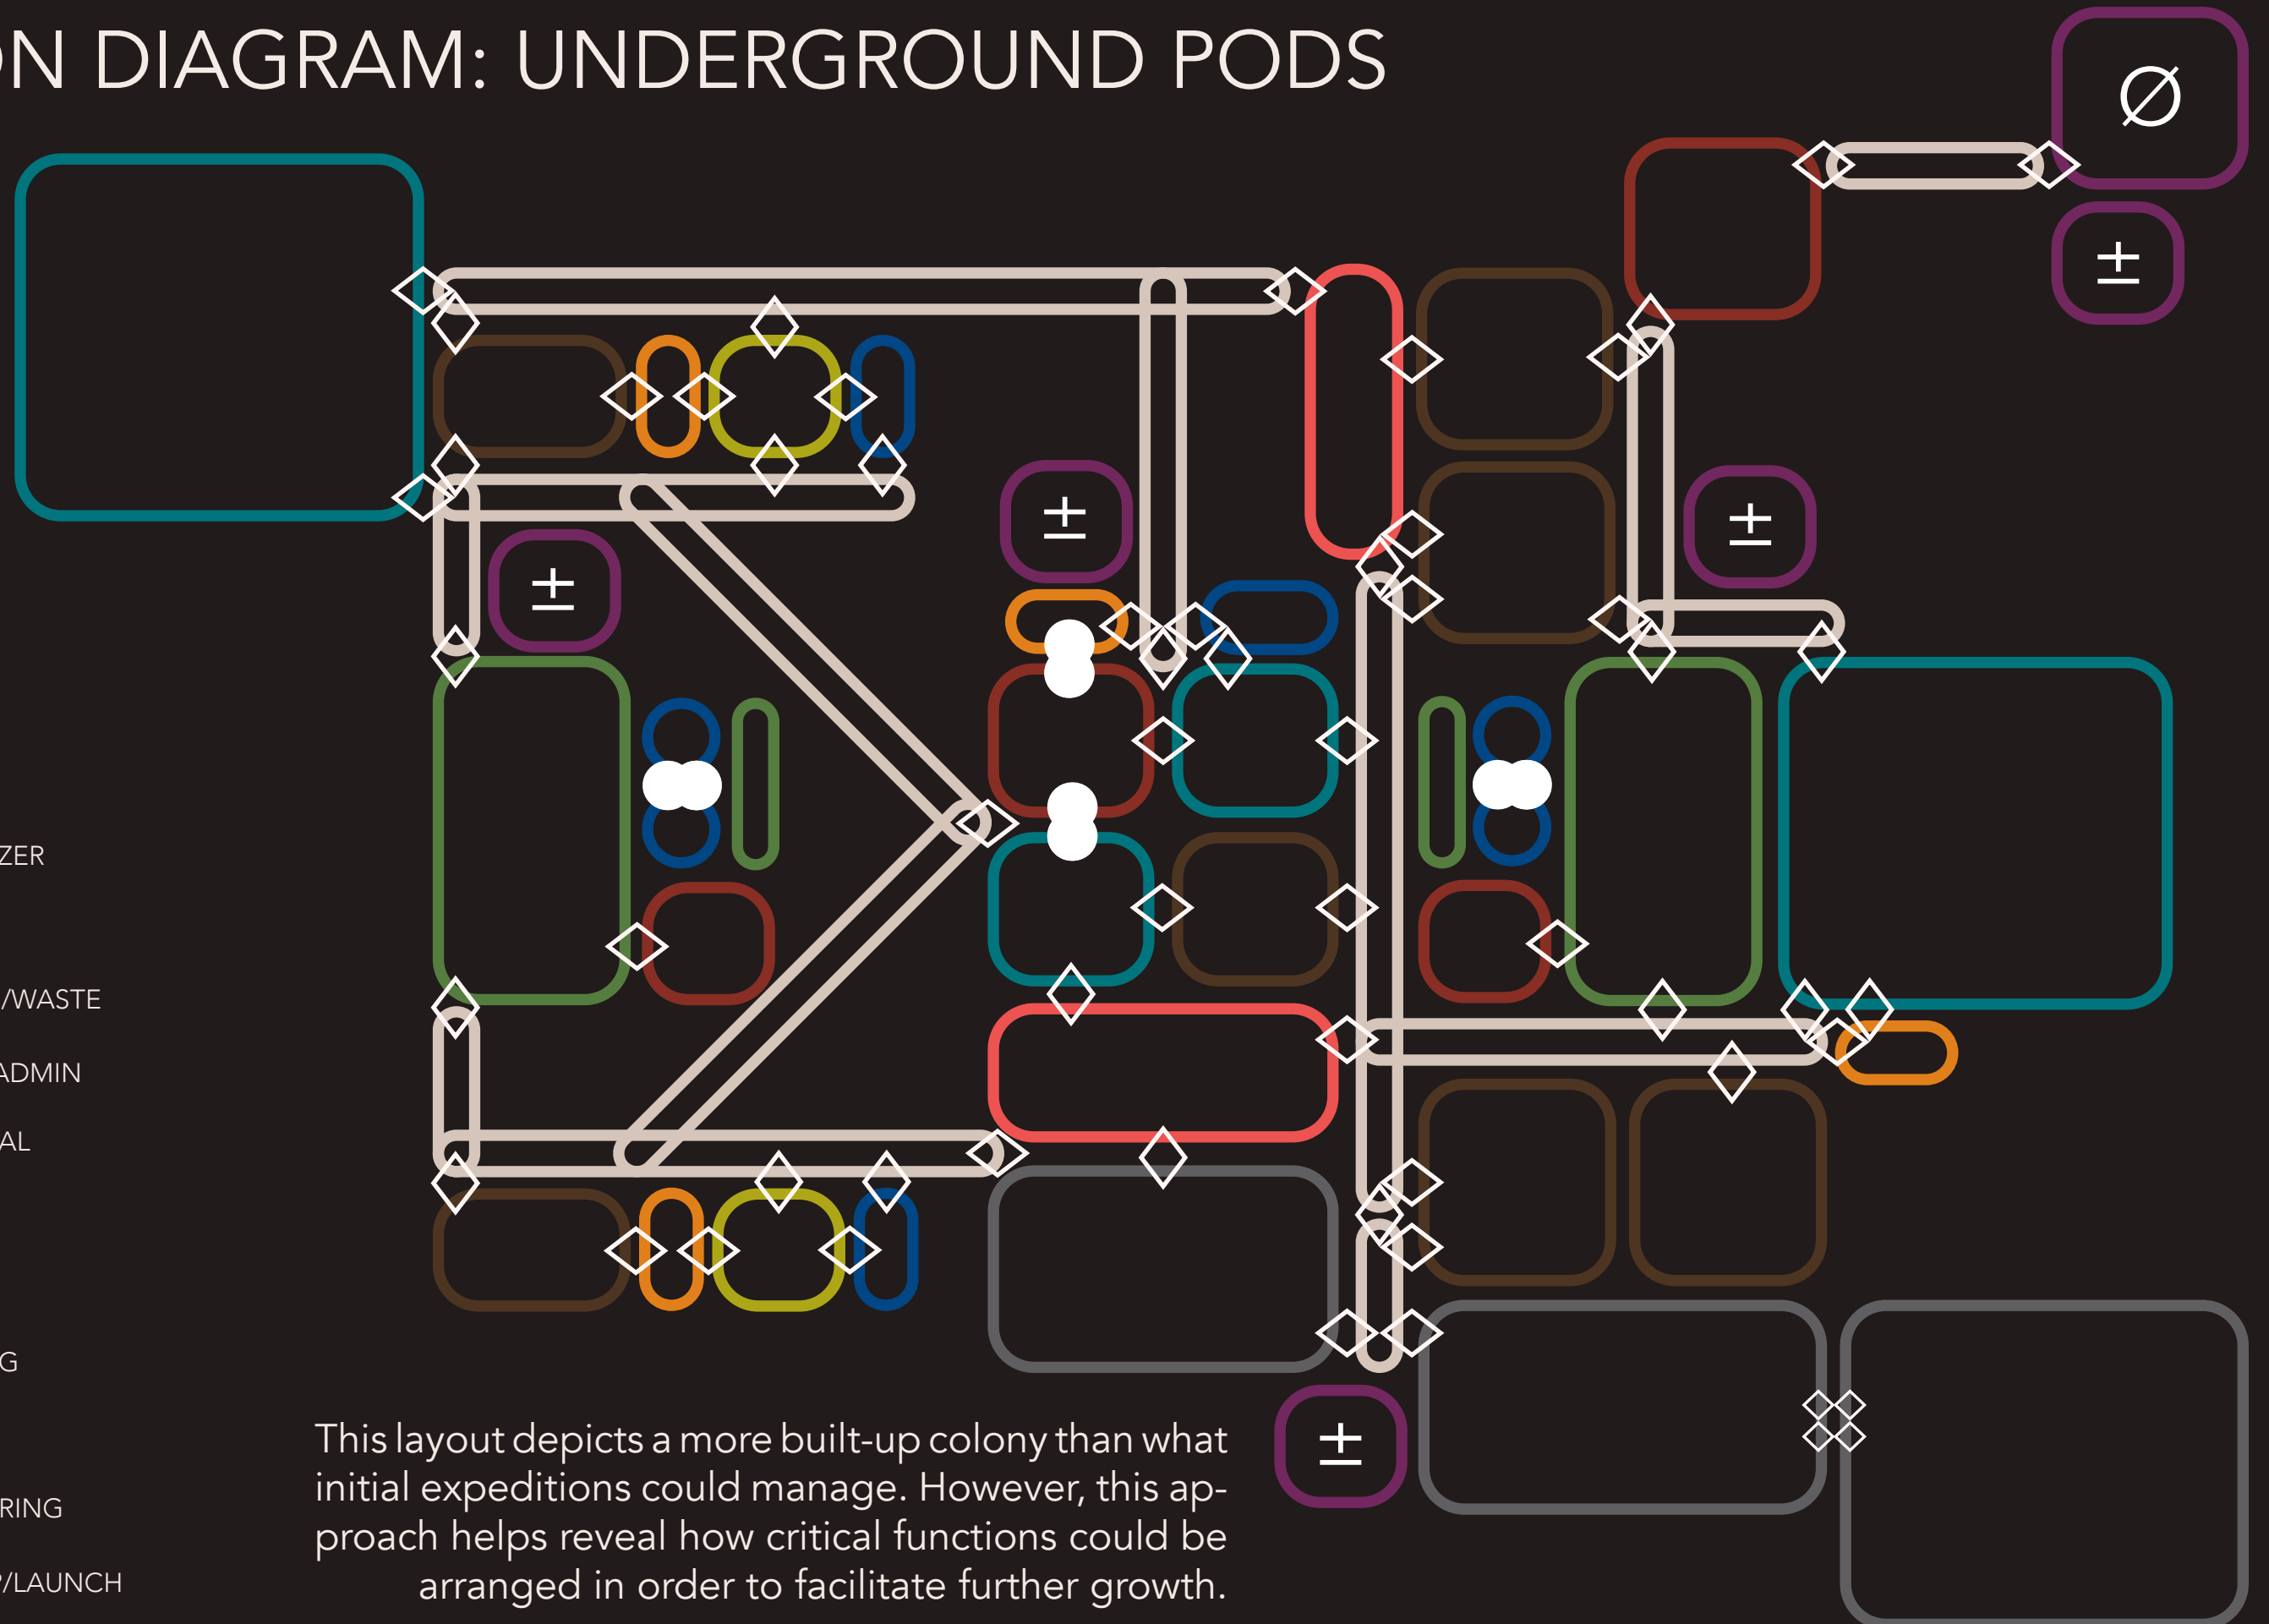 ON DIAGRAM: UNDERGROUND PODS
Ø
±
±
±
±
ZER
/WASTE
ADMIN
AL
G
±
This layout depicts a more built-up colony than what
RING
initial expeditions could manage. However, this ap-
proach helps reveal how critical functions could be
P/LAUNCH
arranged in order to facilitate further growth.